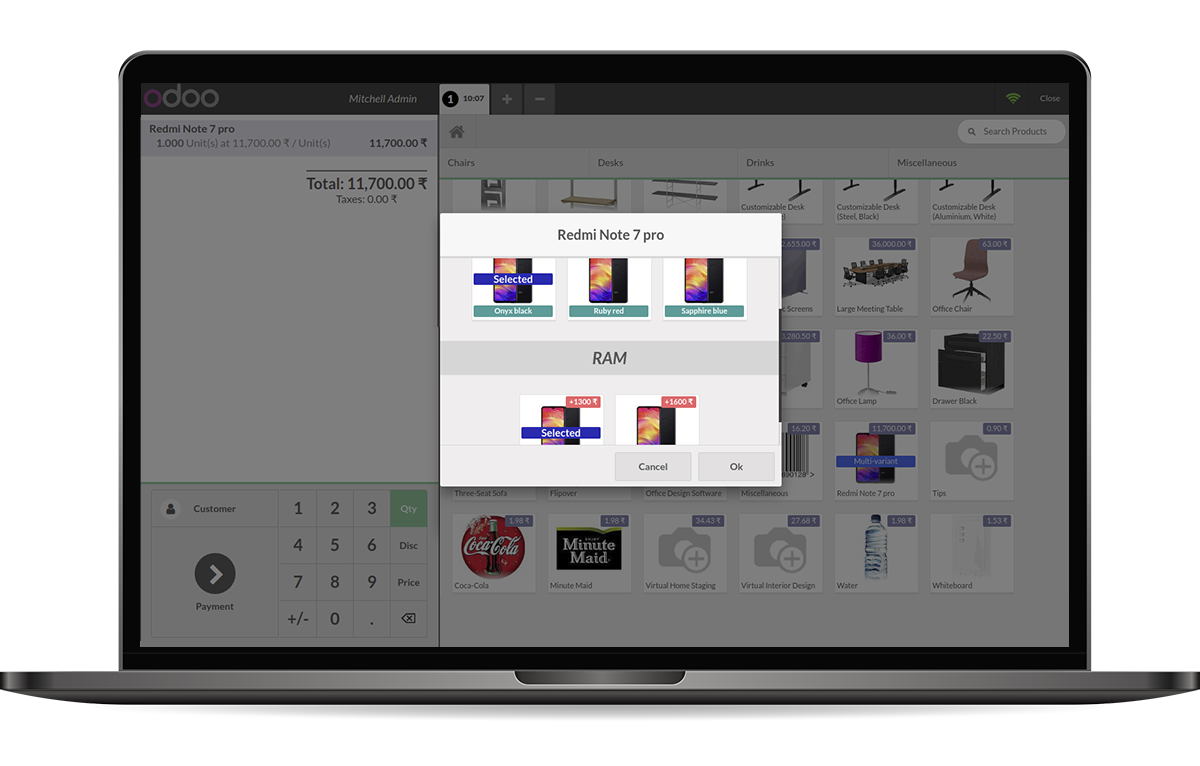 odoo
Mitchell Admin
1 10:07
+
−
Close
Redmi Note 7 pro
1.000 Unit(s) at 11,700.00 ₹ / Unit(s) 11,700.00 ₹
Total: 11,700.00 ₹
Taxes: 0.00 ₹
Search Products
Chairs
Desks
Drinks
Miscellaneous
Customizable Desk
Customizable Desk
(Steel, Black)
Customizable Desk
(Aluminium, White)
Redmi Note 7 pro
Selected
Onyx black
Ruby red
Sapphire blue
RAM
+1300 ₹
Selected
+1600 ₹
Cancel
Ok
2,655.00 ₹
Screens
36,000.00 ₹
Large Meeting Table
63.00 ₹
Office Chair
3,280.50 ₹
36.00 ₹
Office Lamp
22.50 ₹
Drawer Black
Three-Seat Sofa
Flipover
Office Design Software
16.20 ₹
Miscellaneous
11,700.00 ₹
Multi-variant
Redmi Note 7 pro
0.90 ₹
Tips
1.98 ₹
Coca-Cola
Coca-Cola
1.98 ₹
ENJOY
Minute
Maid
Minute Maid
34.43 ₹
Virtual Home Staging
27.68 ₹
Virtual Interior Design
1.98 ₹
Water
1.53 ₹
Whiteboard
Customer
Payment
1 2 3 Qty
4 5 6 Disc
7 8 9 Price
+/- 0 .